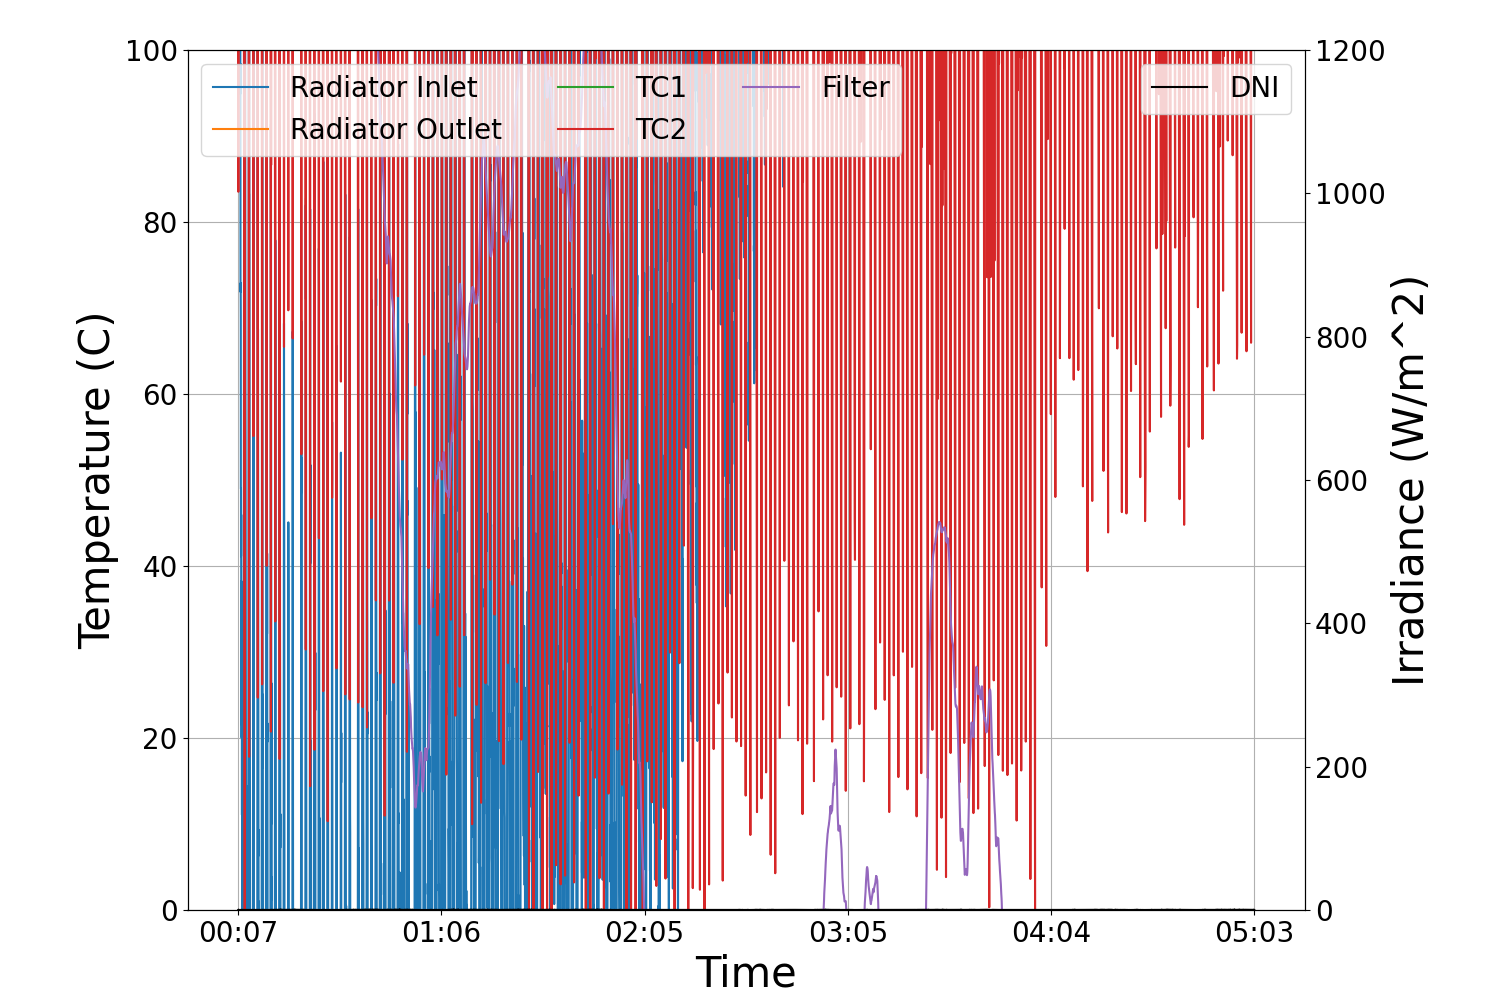 100
80
60
40
20
0
Temperature (C)
Radiator Inlet
Radiator Outlet
TC1
TC2
Filter
DNI
1200
1000
800
600
400
200
0
Irradiance (W/m^2)
00:07
01:06
02:05
03:05
04:04
05:03
Time